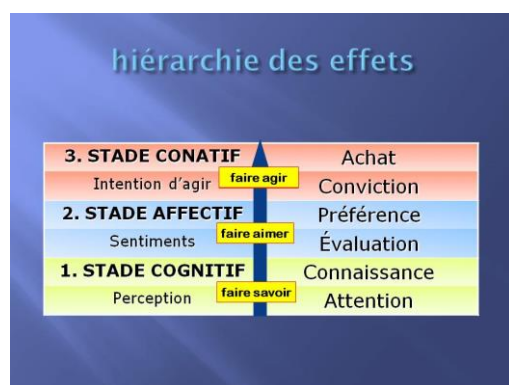 hiérarchie des effets
3. STADE CONATIF
Achat
faire agir
Intention d'agir
Conviction
2. STADE AFFECTIF
Préférence
faire aimer
Sentiments
Évaluation
1. STADE COGNITIF
Connaissance
faire savoir
Perception
Attention